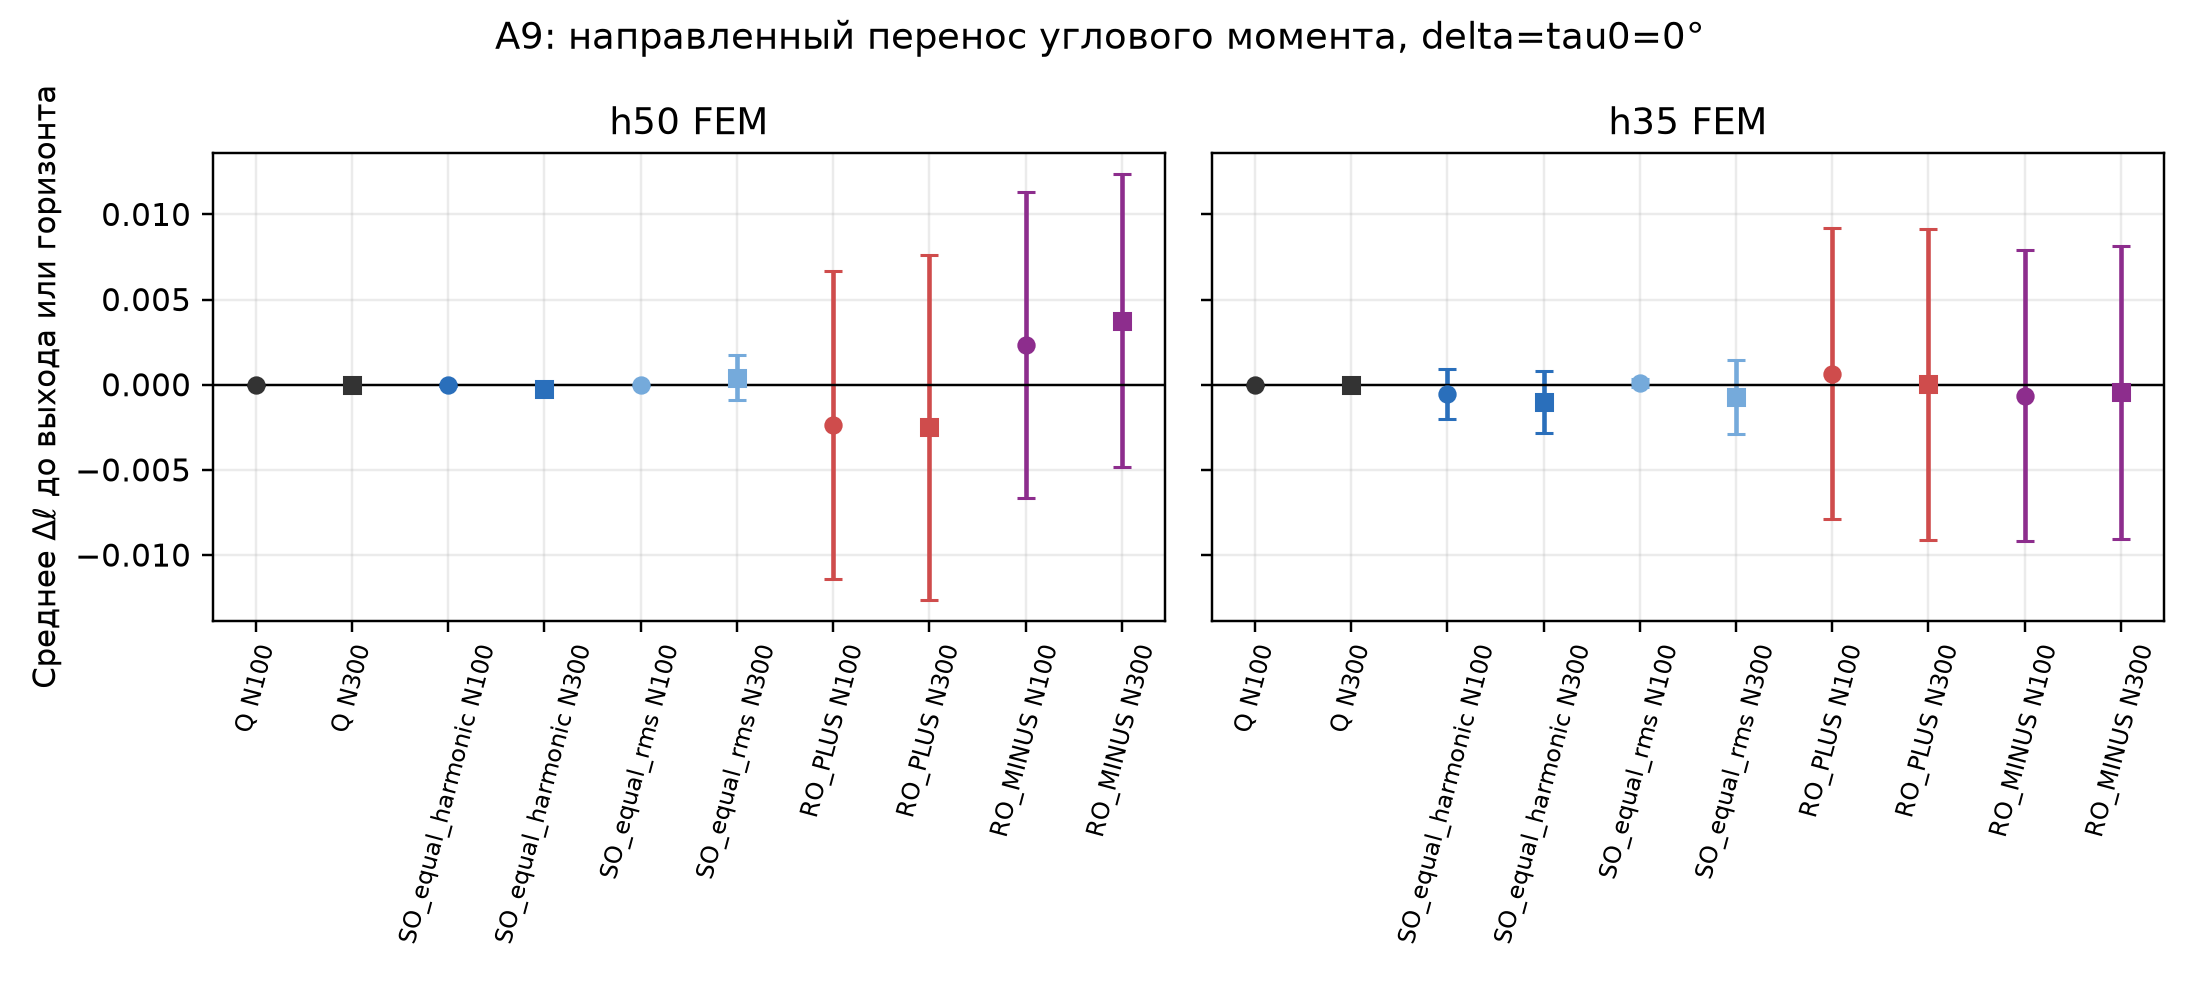 A9: направленный перенос углового момента, delta=tau0=0°
h50 FEM
h35 FEM
Среднее Δℓ до выхода или горизонта
0.010
0.005
0.000
−0.005
−0.010
Q N100
Q N300
SO_equal_harmonic N100
SO_equal_harmonic N300
SO_equal_rms N100
SO_equal_rms N300
RO_PLUS N100
RO_PLUS N300
RO_MINUS N100
RO_MINUS N300
Q N100
Q N300
SO_equal_harmonic N100
SO_equal_harmonic N300
SO_equal_rms N100
SO_equal_rms N300
RO_PLUS N100
RO_PLUS N300
RO_MINUS N100
RO_MINUS N300